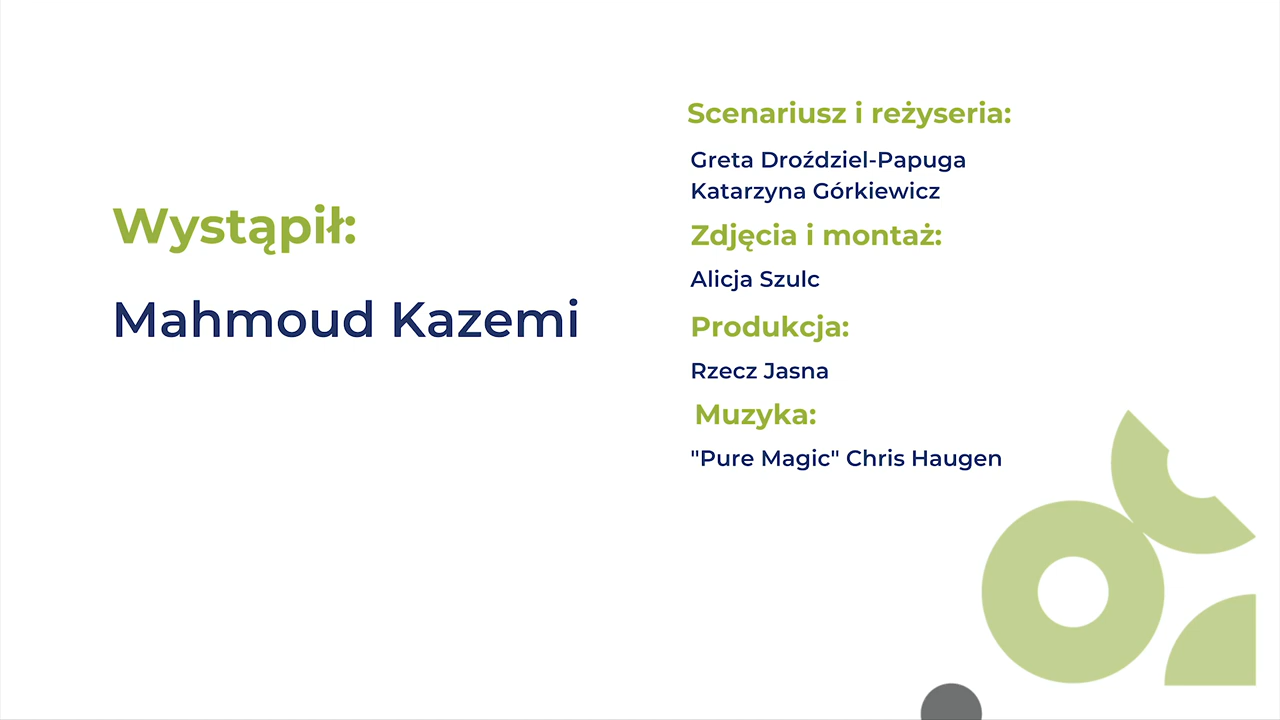 Wystąpił:
Mahmoud Kazemi
Scenariusz i reżyseria:
Greta Droździel-Papuga
Katarzyna Górkiewicz
Zdjęcia i montaż:
Alicja Szulc
Produkcja:
Rzecz Jasna
Muzyka:
"Pure Magic" Chris Haugen